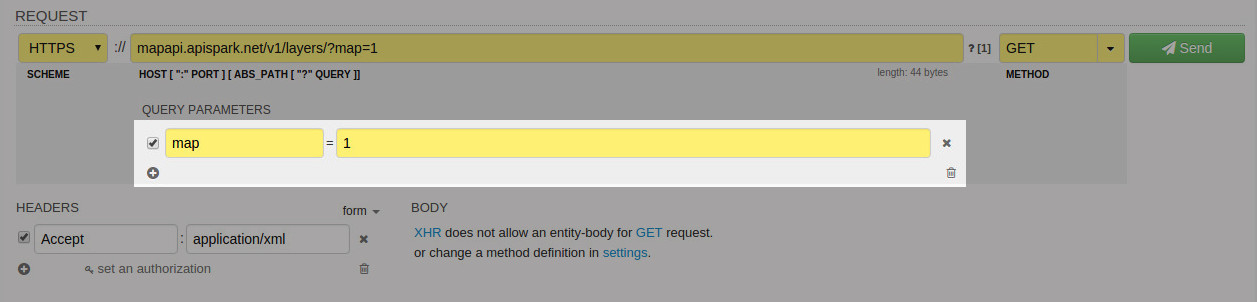 REQUEST
HTTPS :// mapapi.apispark.net/v1/layers/?map=1 ? [1] GET Send
SCHEME HOST [ ":" PORT ] [ ABS_PATH [ "?" QUERY ]] length: 44 bytes METHOD
QUERY PARAMETERS
map = 1
HEADERS form BODY
Accept : application/xml XHR does not allow an entity-body for GET request.
or change a method definition in settings.
set an authorization